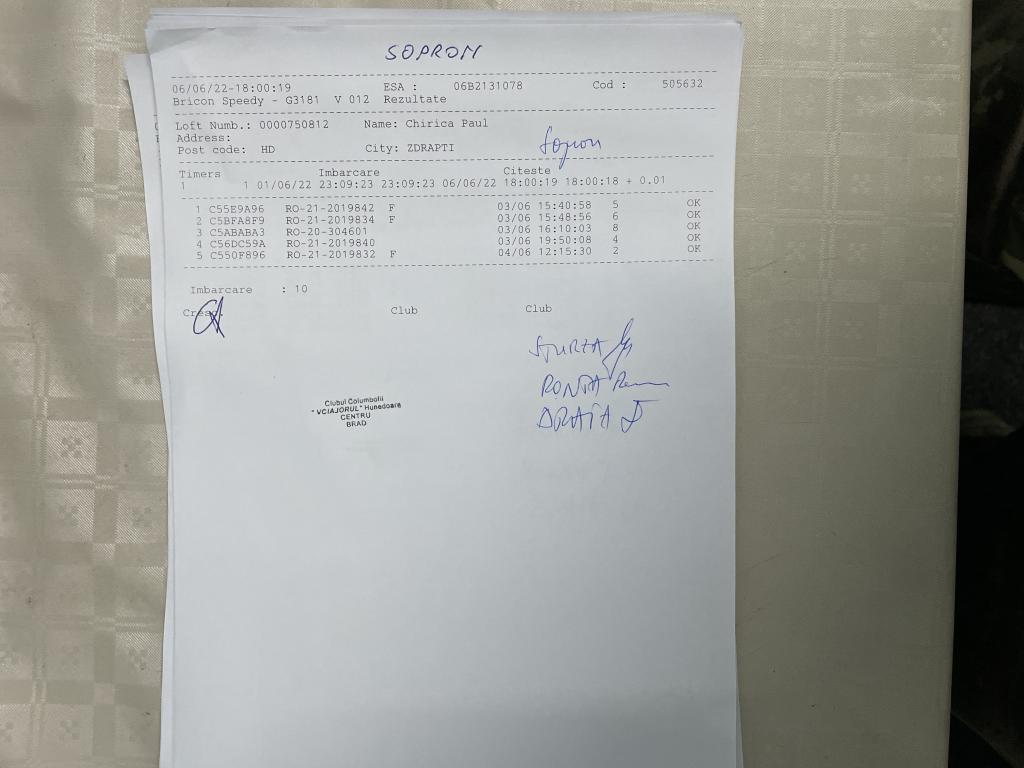 SOPRON
06/06/22-18:00:19 ESA : 06B2131078 Cod : 505632
Bricon Speedy - G3181 V 012 Rezultate
Loft Numb.: 0000750812 Name: Chirica Paul
Address:
Post code: HD City: ZDRAPTI
Sopron
Timers Imbarcare Citeste
1 1 01/06/22 23:09:23 23:09:23 06/06/22 18:00:19 18:00:18 + 0.01
1 C55E9A96 RO-21-2019842 F 03/06 15:40:58 5 OK
2 C5BFA8F9 RO-21-2019834 F 03/06 15:48:56 6 OK
3 C5ABABA3 RO-20-304601 03/06 16:10:03 8 OK
4 C56DC59A RO-21-2019840 03/06 19:50:08 4 OK
5 C550F896 RO-21-2019832 F 04/06 12:15:30 2 OK
Imbarcare : 10
Club Club
STURZA
Clubul Columbofil
"VCIAJORUL" Hunedoara
CENTRU
BRAD